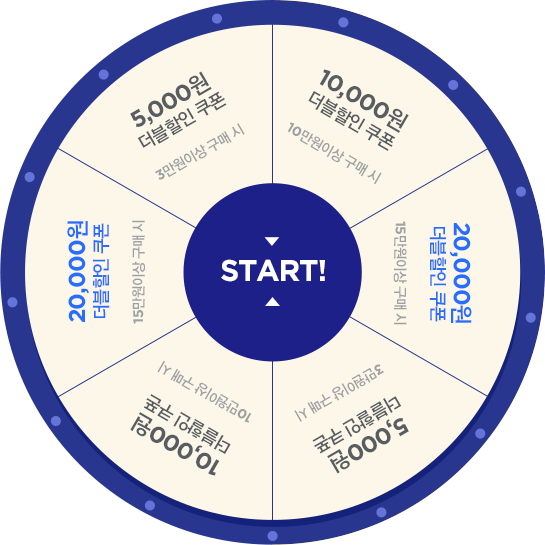 5,000원
더블할인 쿠폰
3만원이상 구매 시
10,000원
더블할인 쿠폰
10만원이상 구매 시
20,000원
더블할인 쿠폰
15만원이상 구매 시
START!
20,000원
더블할인 쿠폰
15만원이상 구매 시
10,000원
더블할인 쿠폰
10만원이상 구매 시
5,000원
더블할인 쿠폰
3만원이상 구매 시